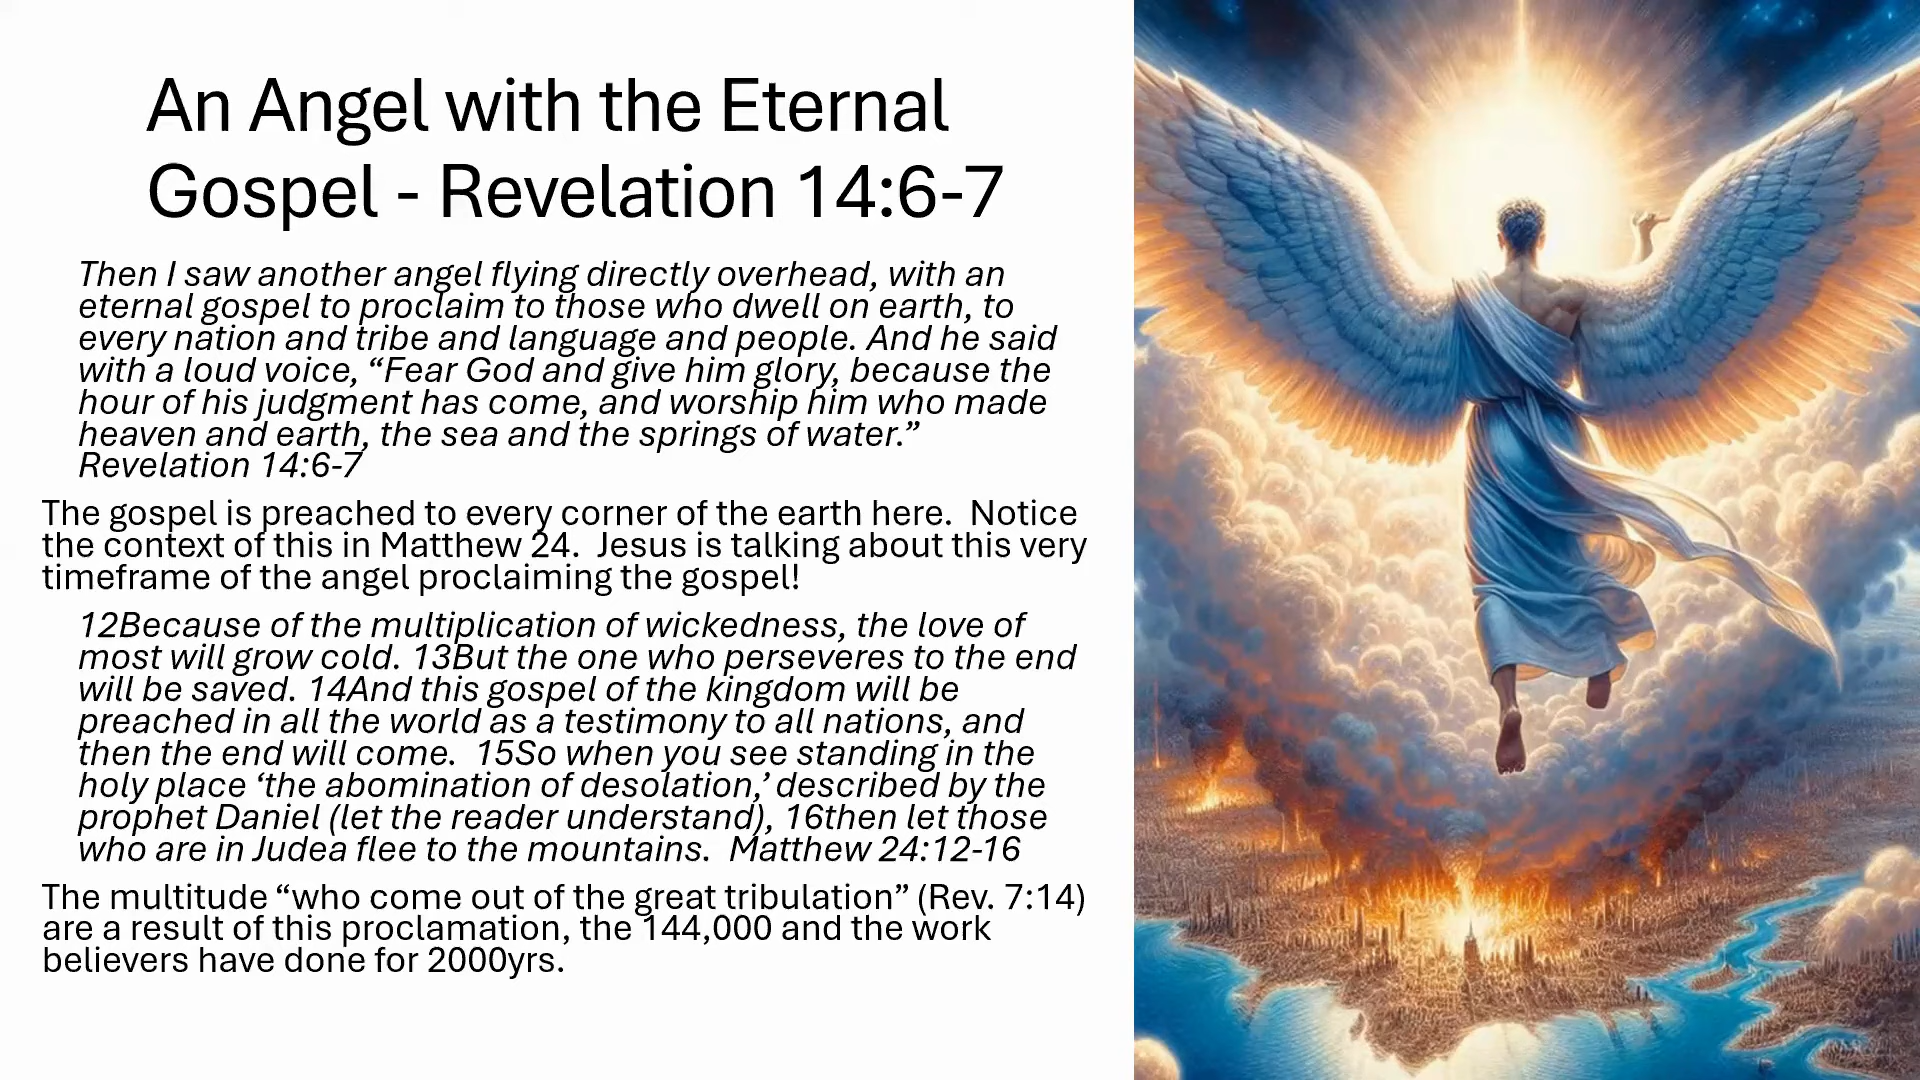 An Angel with the Eternal
Gospel - Revelation 14:6-7
Then I saw another angel flying directly overhead, with an
eternal gospel to proclaim to those who dwell on earth, to
every nation and tribe and language and people. And he said
with a loud voice, “Fear God and give him glory, because the
hour of his judgment has come, and worship him who made
heaven and earth, the sea and the springs of water.”
Revelation 14:6-7
The gospel is preached to every corner of the earth here.  Notice
the context of this in Matthew 24.  Jesus is talking about this very
timeframe of the angel proclaiming the gospel!
12Because of the multiplication of wickedness, the love of
most will grow cold. 13But the one who perseveres to the end
will be saved. 14And this gospel of the kingdom will be
preached in all the world as a testimony to all nations, and
then the end will come.  15So when you see standing in the
holy place ‘the abomination of desolation,’ described by the
prophet Daniel (let the reader understand), 16then let those
who are in Judea flee to the mountains.  Matthew 24:12-16
The multitude “who come out of the great tribulation” (Rev. 7:14)
are a result of this proclamation, the 144,000 and the work
believers have done for 2000yrs.